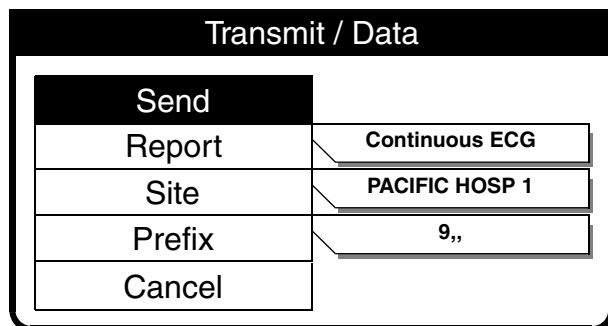 Transmit / Data
Send
Report Continuous ECG
Site PACIFIC HOSP 1
Prefix 9,,
Cancel